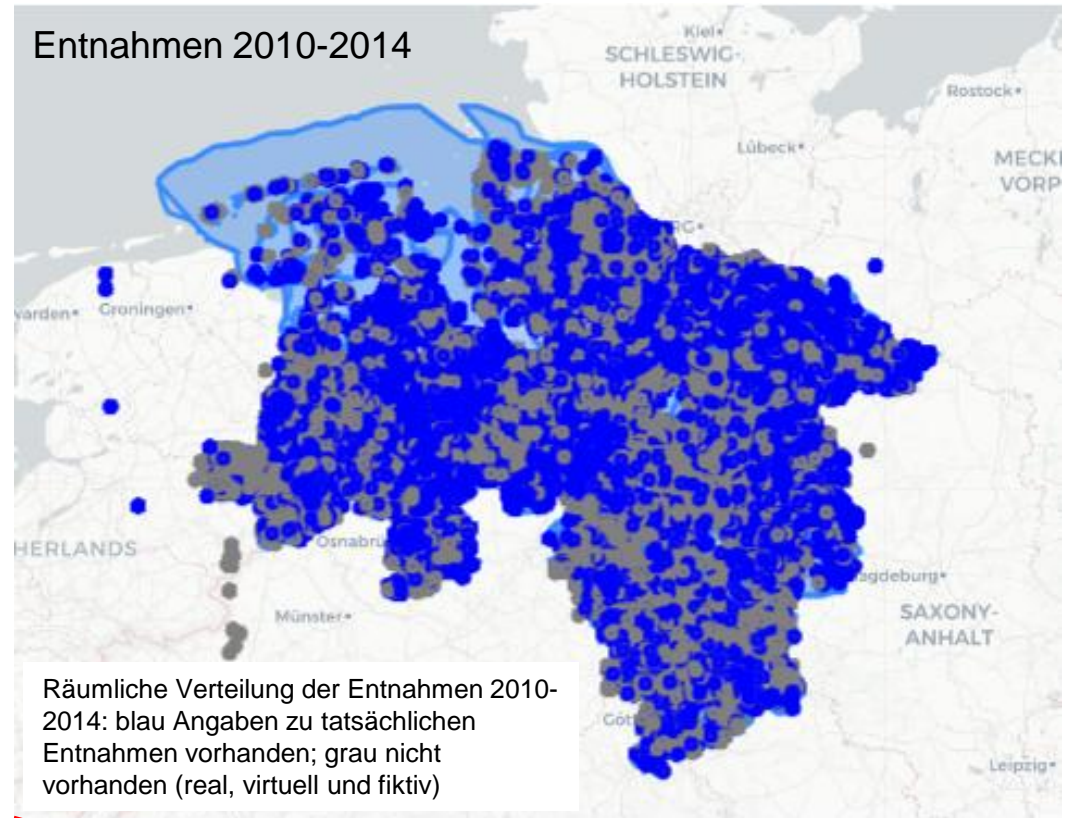 Entnahmen 2010-2014
Kiel
SCHLESWIG-
HOLSTEIN
Rostock
Lübeck
MECK
VORP
RG
varden
Groningen
HERLANDS
Osnabrü
Münster
agdeburg
SAXONY-
ANHALT
Räumliche Verteilung der Entnahmen 2010-
2014: blau Angaben zu tatsächlichen
Entnahmen vorhanden; grau nicht
vorhanden (real, virtuell und fiktiv)
Göt
Leipzig